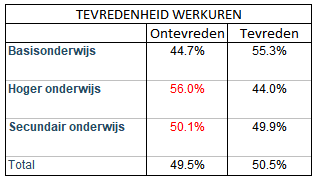 TEVREDENHEID WERKUREN
Ontevreden Tevreden
Basisonderwijs 44.7% 55.3%
Hoger onderwijs 56.0% 44.0%
Secundair onderwijs 50.1% 49.9%
Total 49.5% 50.5%